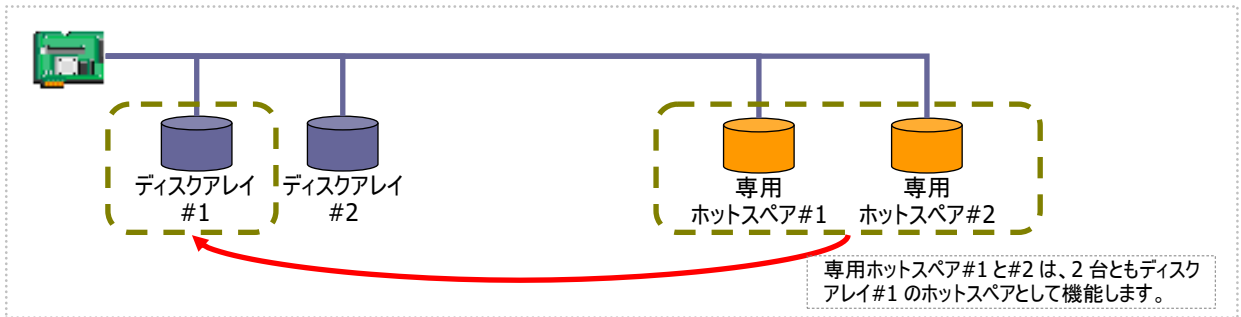 ディスクアレイ
#1
ディスクアレイ
#2
専用
ホットスペア#1
専用
ホットスペア#2
専用ホットスペア#1 と#2 は、2 台ともディスク
アレイ#1 のホットスペアとして機能します。